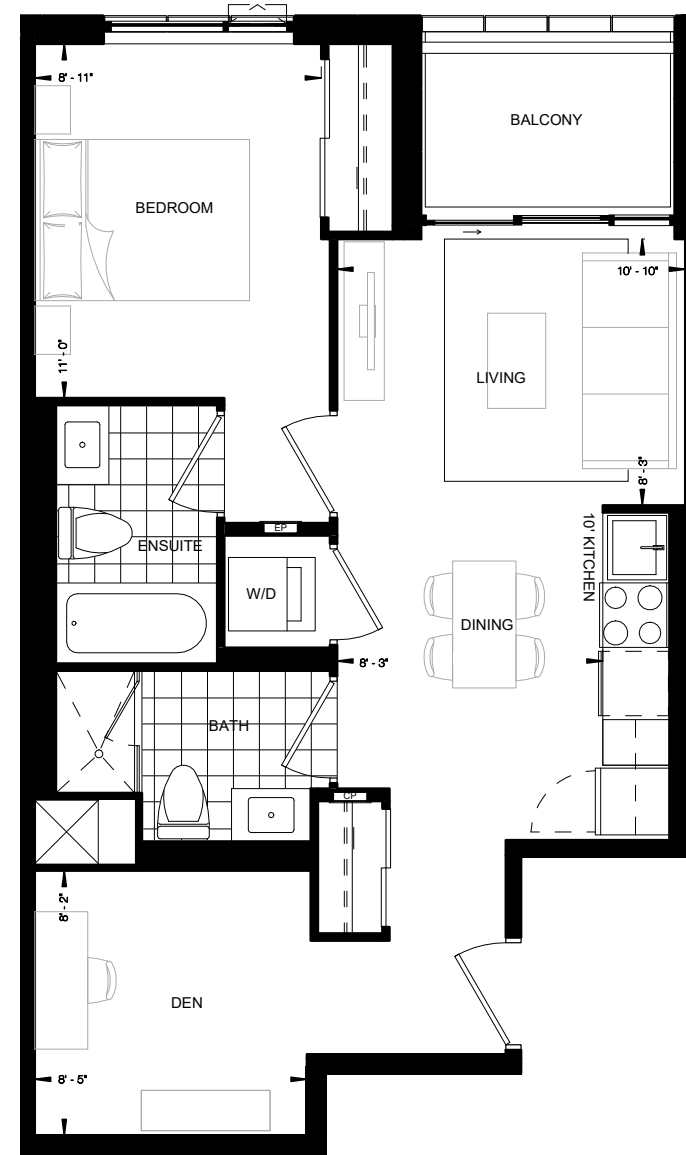 8' - 11"
BALCONY
BEDROOM
10' - 10"
11' - 0"
LIVING
8' - 3"
10' KITCHEN
EP
ENSUITE
W/D
DINING
8' - 3"
BATH
CP
8' - 2"
DEN
8' - 5"